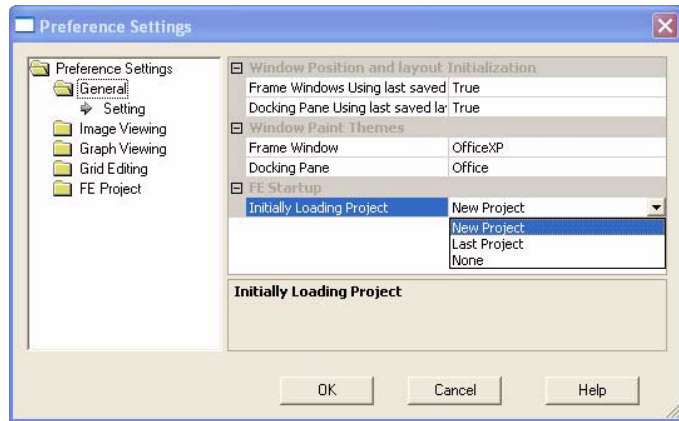 Preference Settings
Preference Settings
General
Setting
Image Viewing
Graph Viewing
Grid Editing
FE Project
Window Position and layout Initialization
Frame Windows Using last saved True
Docking Pane Using last saved la True
Window Paint Themes
Frame Window OfficeXP
Docking Pane Office
FE Startup
Initially Loading Project New Project
New Project
Last Project
None
Initially Loading Project
OK Cancel Help